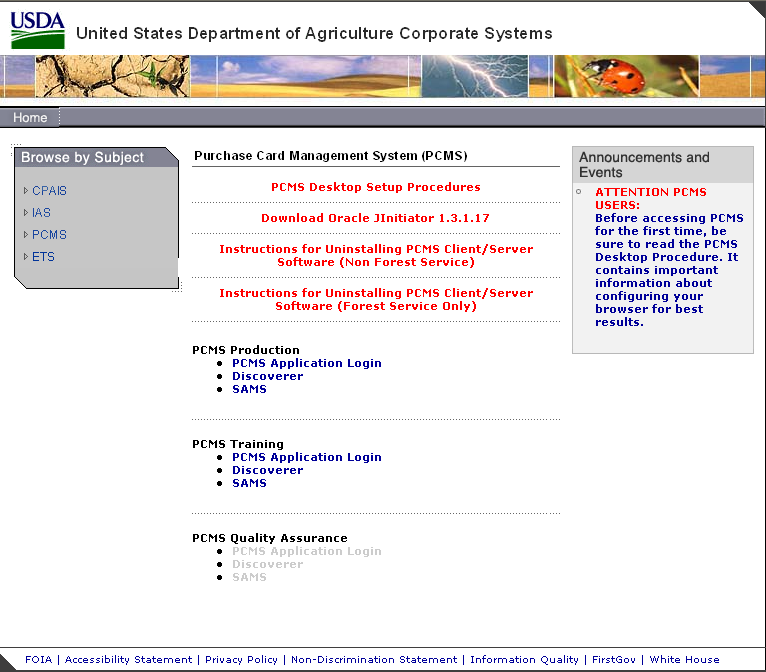 USDA
United States Department of Agriculture Corporate Systems
Home
Browse by Subject
CPAIS
IAS
PCMS
ETS
Purchase Card Management System (PCMS)
PCMS Desktop Setup Procedures
Download Oracle JInitiator 1.3.1.17
Instructions for Uninstalling PCMS Client/Server
Software (Non Forest Service)
Instructions for Uninstalling PCMS Client/Server
Software (Forest Service Only)
PCMS Production
PCMS Application Login
Discoverer
SAMS
PCMS Training
PCMS Application Login
Discoverer
SAMS
PCMS Quality Assurance
PCMS Application Login
Discoverer
SAMS
Announcements and
Events
ATTENTION PCMS
USERS:
Before accessing PCMS
for the first time, be
sure to read the PCMS
Desktop Procedure. It
contains important
information about
configuring your
browser for best
results.
FOIA | Accessibility Statement | Privacy Policy | Non-Discrimination Statement | Information Quality | FirstGov | White House